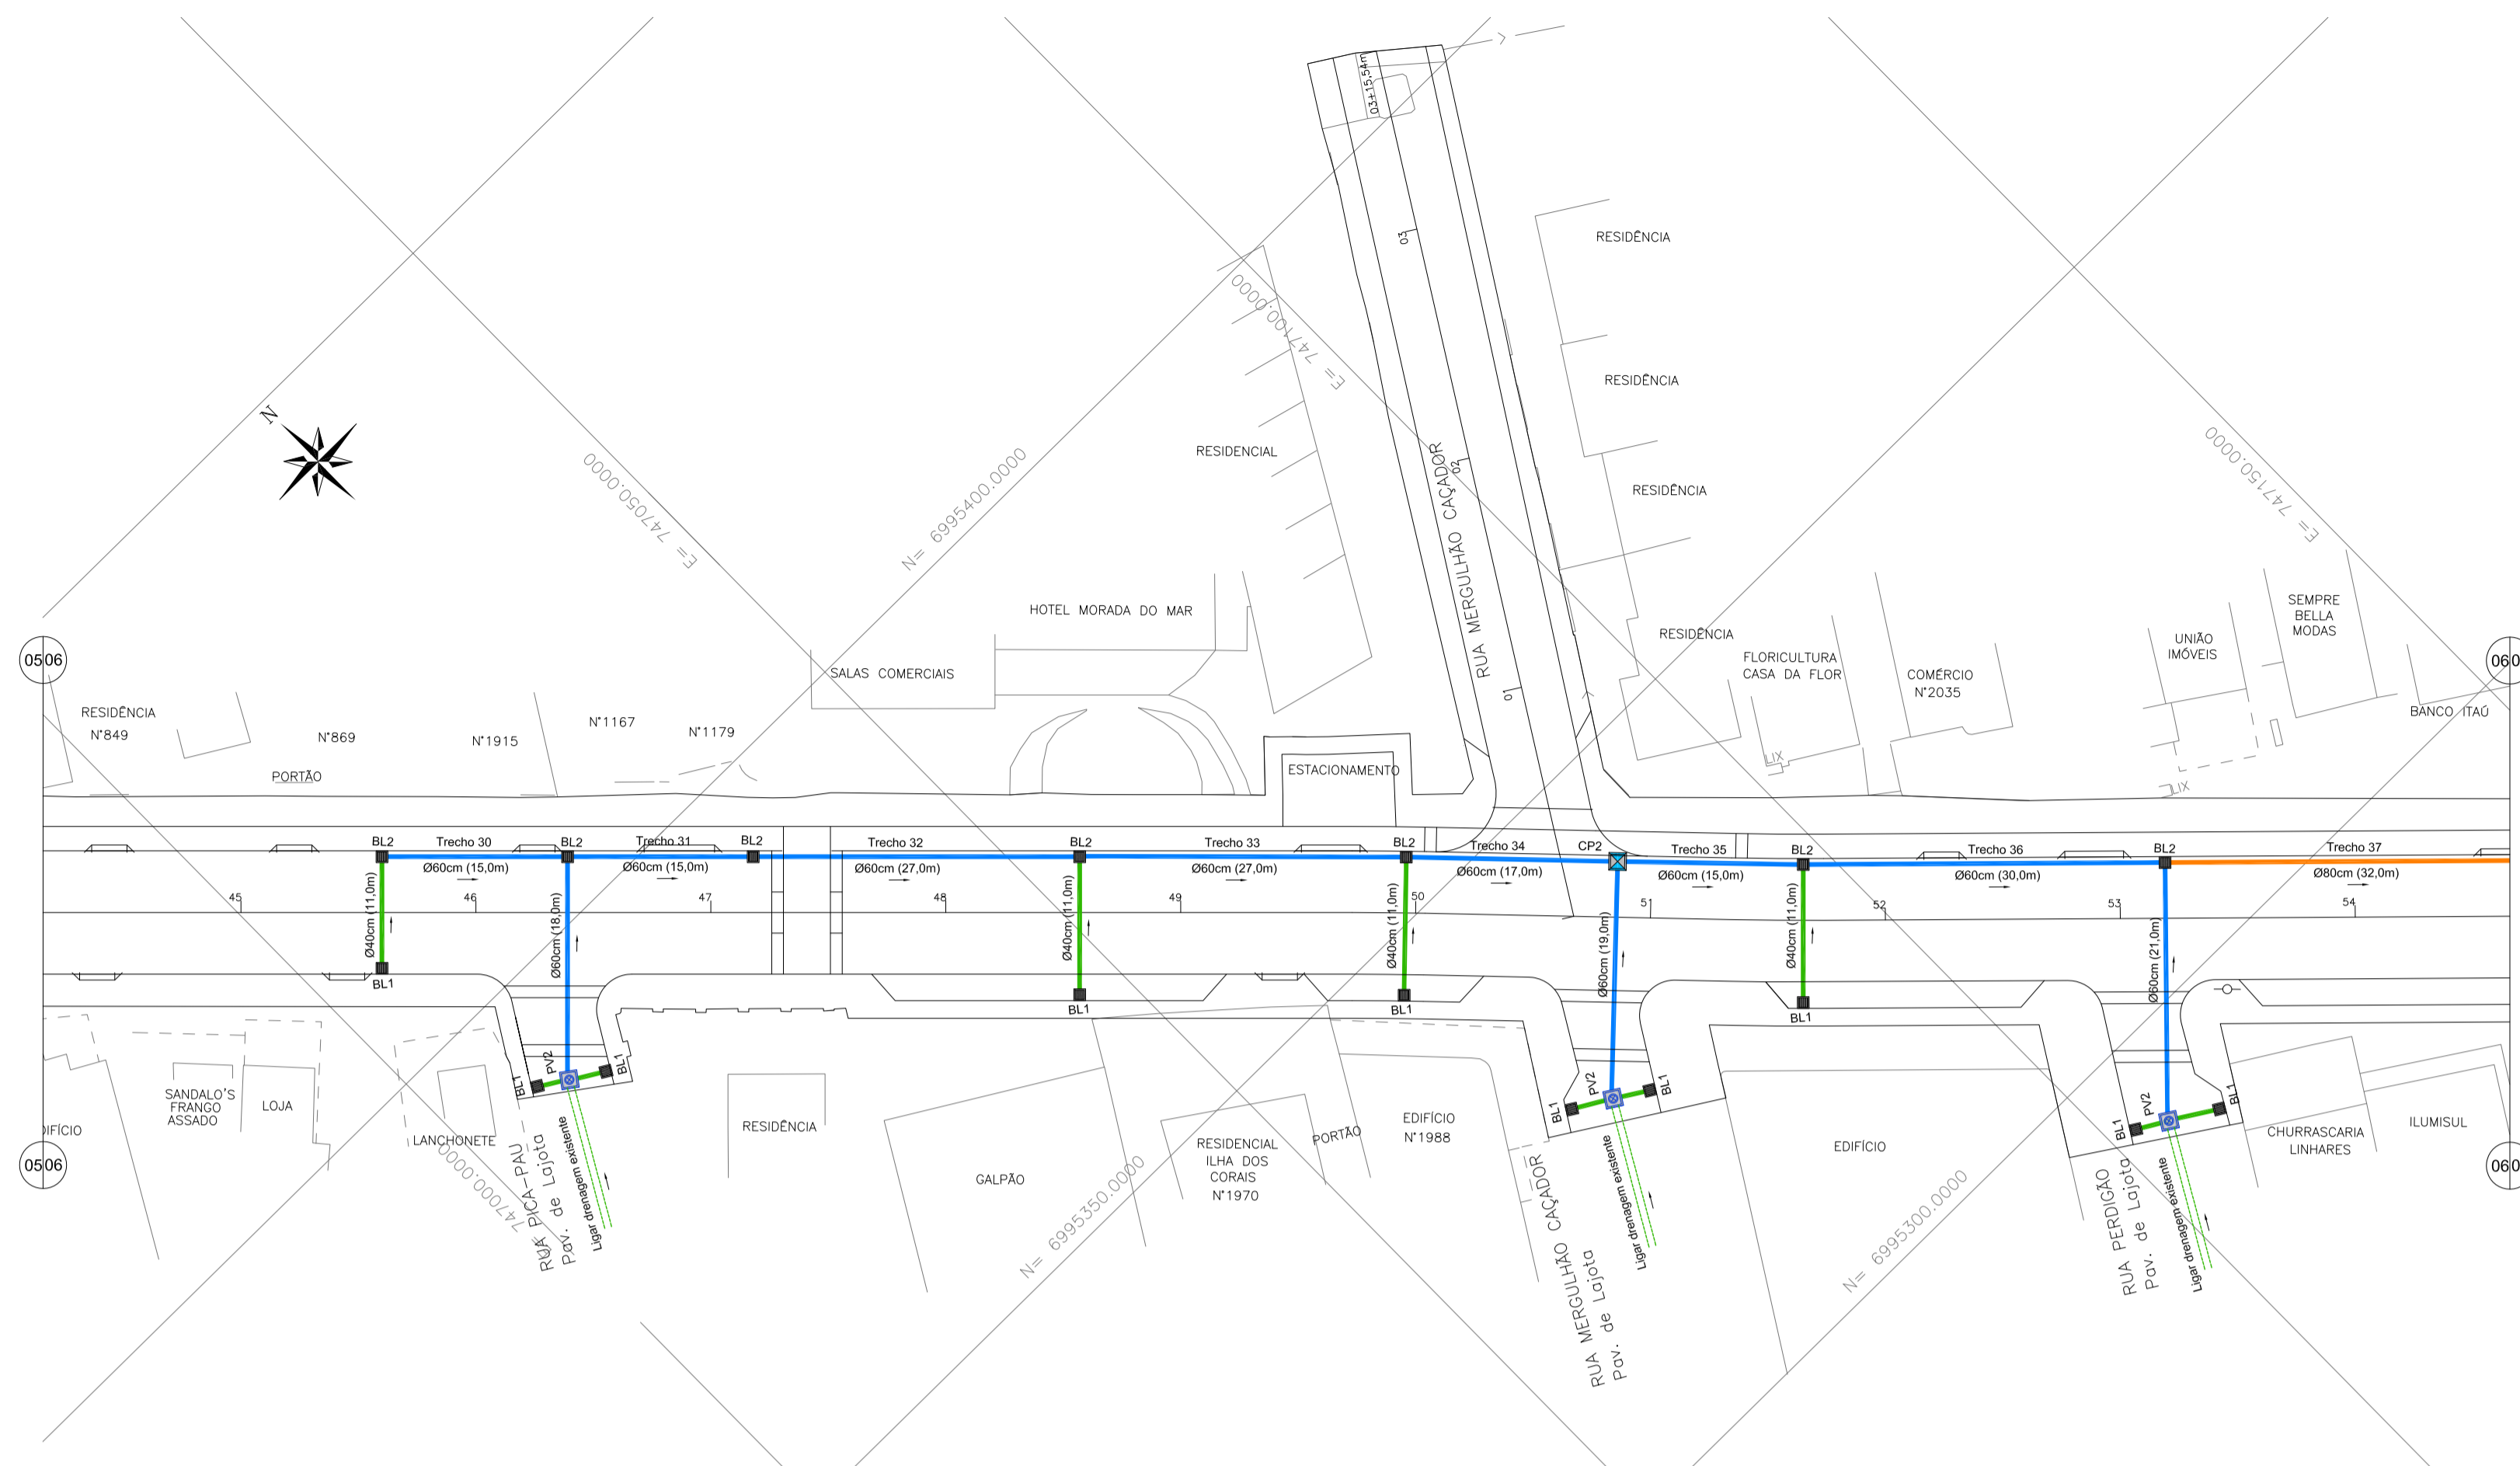 03+15,54m
RESIDÊNCIA
03
E= 747100.0000
RESIDÊNCIA
N
RESIDENCIAL
E= 747050.0000
N= 6995400.0000
02
RUA MERGULHÃO CAÇADOR
RESIDÊNCIA
E= 747150.0000
HOTEL MORADA DO MAR
SEMPRE
BELLA
MODAS
RESIDÊNCIA
UNIÃO
IMÓVEIS
0506
060
SALAS COMERCIAIS
FLORICULTURA
CASA DA FLOR
COMÉRCIO
N°2035
01
RESIDÊNCIA
N°849
N°869
N°1915
N°1167
N°1179
BANCO ITAÚ
PORTÃO
ESTACIONAMENTO
LIX
LIX
BL2
Trecho 30
BL2
Trecho 31
BL2
Trecho 32
BL2
Trecho 33
BL2
Trecho 34
CP2
Trecho 35
BL2
Trecho 36
BL2
Trecho 37
Ø60cm (15,0m)
Ø60cm (15,0m)
Ø60cm (27,0m)
Ø60cm (27,0m)
Ø60cm (17,0m)
Ø60cm (15,0m)
Ø60cm (30,0m)
Ø80cm (32,0m)
45
46
47
48
49
50
51
52
53
54
Ø40cm (11,0m)
Ø60cm (18,0m)
Ø40cm (11,0m)
Ø40cm (11,0m)
Ø60cm (19,0m)
Ø40cm (11,0m)
Ø60cm (21,0m)
BL1
BL1
BL1
BL1
BL1
PV2
BL1
BL1
PV2
BL1
BL1
PV2
BL1
DIFÍCIO
SANDALO'S
FRANGO
ASSADO
LOJA
LANCHONETE
RESIDÊNCIA
GALPÃO
RESIDENCIAL
ILHA DOS
CORAIS
N°1970
PORTÃO
EDIFÍCIO
N°1988
EDIFÍCIO
CHURRASCARIA
LINHARES
ILUMISUL
0506
060
747000.0000
RUA PICA-PAU
Pav. de Lajota
Ligar drenagem existente
N= 6995350.0000
RUA MERGULHÃO CAÇADOR
Pav. de Lajota
Ligar drenagem existente
N= 6995300.0000
RUA PERDIGÃO
Pav. de Lajota
Ligar drenagem existente